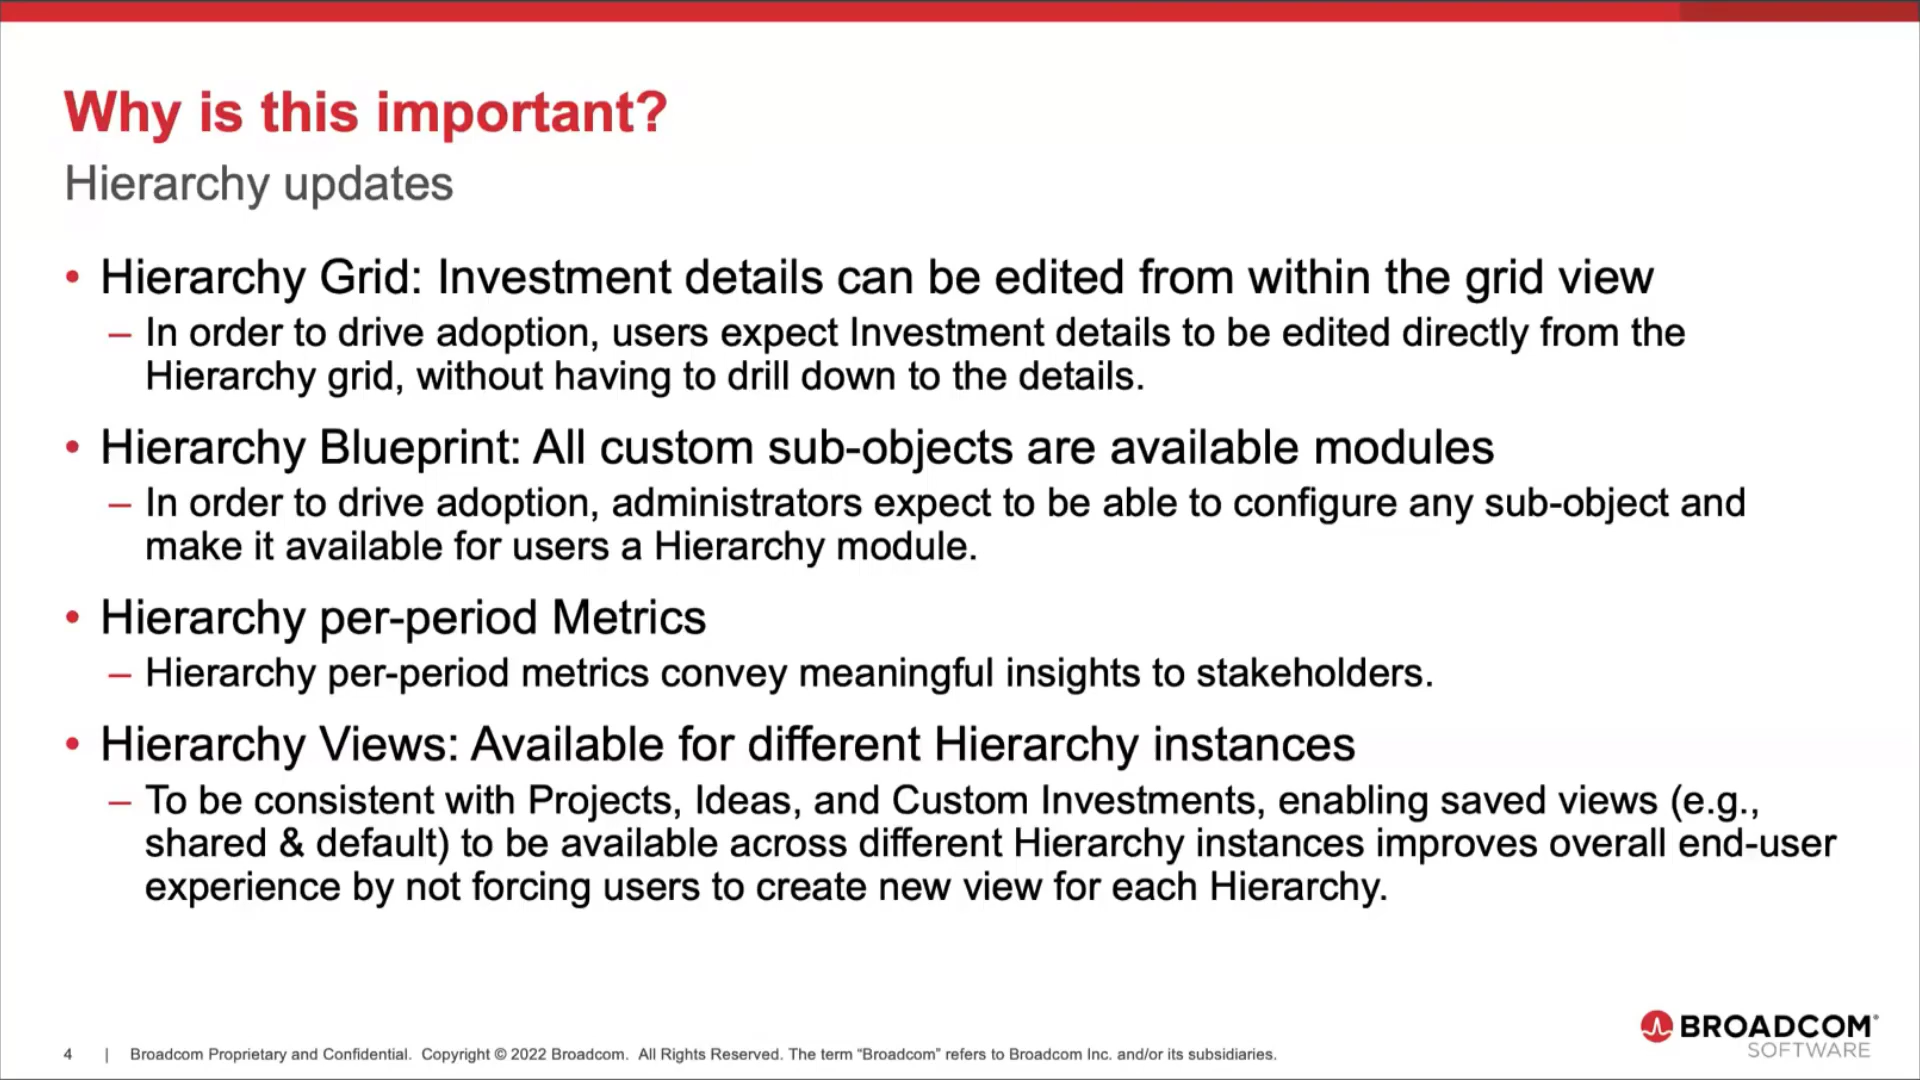 Why is this important?
Hierarchy updates
• Hierarchy Grid: Investment details can be edited from within the grid view
– In order to drive adoption, users expect Investment details to be edited directly from the
Hierarchy grid, without having to drill down to the details.
• Hierarchy Blueprint: All custom sub-objects are available modules
– In order to drive adoption, administrators expect to be able to configure any sub-object and
make it available for users a Hierarchy module.
• Hierarchy per-period Metrics
– Hierarchy per-period metrics convey meaningful insights to stakeholders.
• Hierarchy Views: Available for different Hierarchy instances
– To be consistent with Projects, Ideas, and Custom Investments, enabling saved views (e.g.,
shared & default) to be available across different Hierarchy instances improves overall end-user
experience by not forcing users to create new view for each Hierarchy.
BROADCOM®
SOFTWARE
4 | Broadcom Proprietary and Confidential. Copyright © 2022 Broadcom. All Rights Reserved. The term “Broadcom” refers to Broadcom Inc. and/or its subsidiaries.